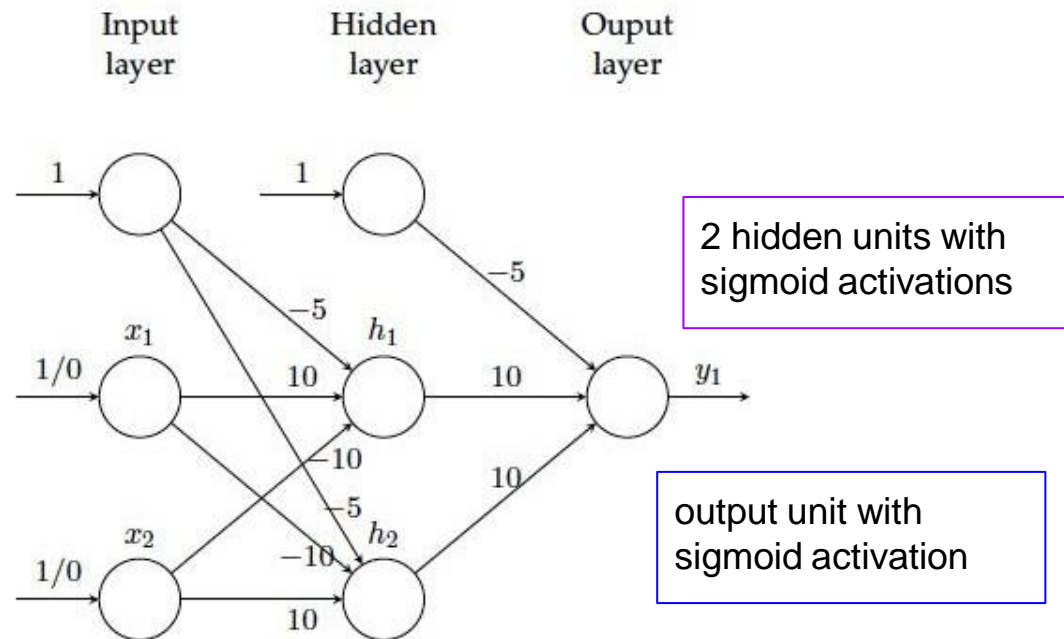 Input
layer
Hidden
layer
Ouput
layer
1
1
2 hidden units with
sigmoid activations
−5
−5
x₁
h₁
1/0
10
10
y₁
−10
10
−5
output unit with
sigmoid activation
x₂
−10
h₂
1/0
10